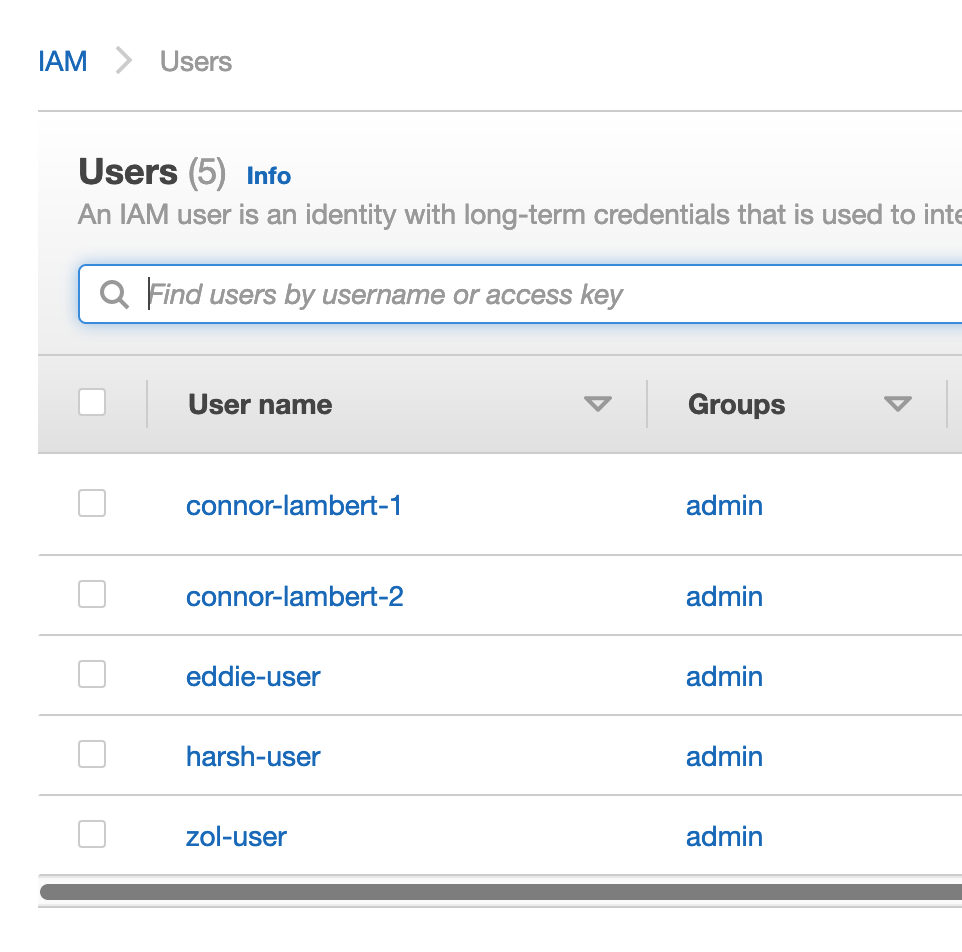 IAM > Users
Users (5) Info
An IAM user is an identity with long-term credentials that is used to
Find users by username or access key
User name Groups
connor-lambert-1 admin
connor-lambert-2 admin
eddie-user admin
harsh-user admin
zol-user admin